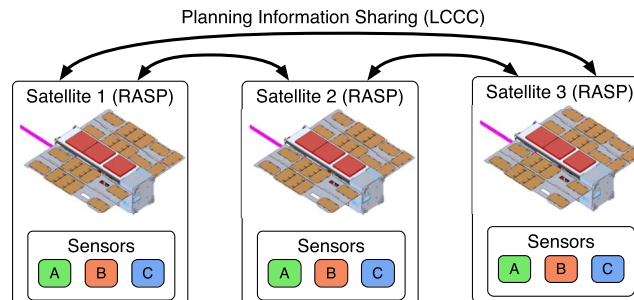 Planning Information Sharing (LCCC)
Satellite 1 (RASP)
Satellite 2 (RASP)
Satellite 3 (RASP)
Sensors
A B C
Sensors
A B C
Sensors
A B C